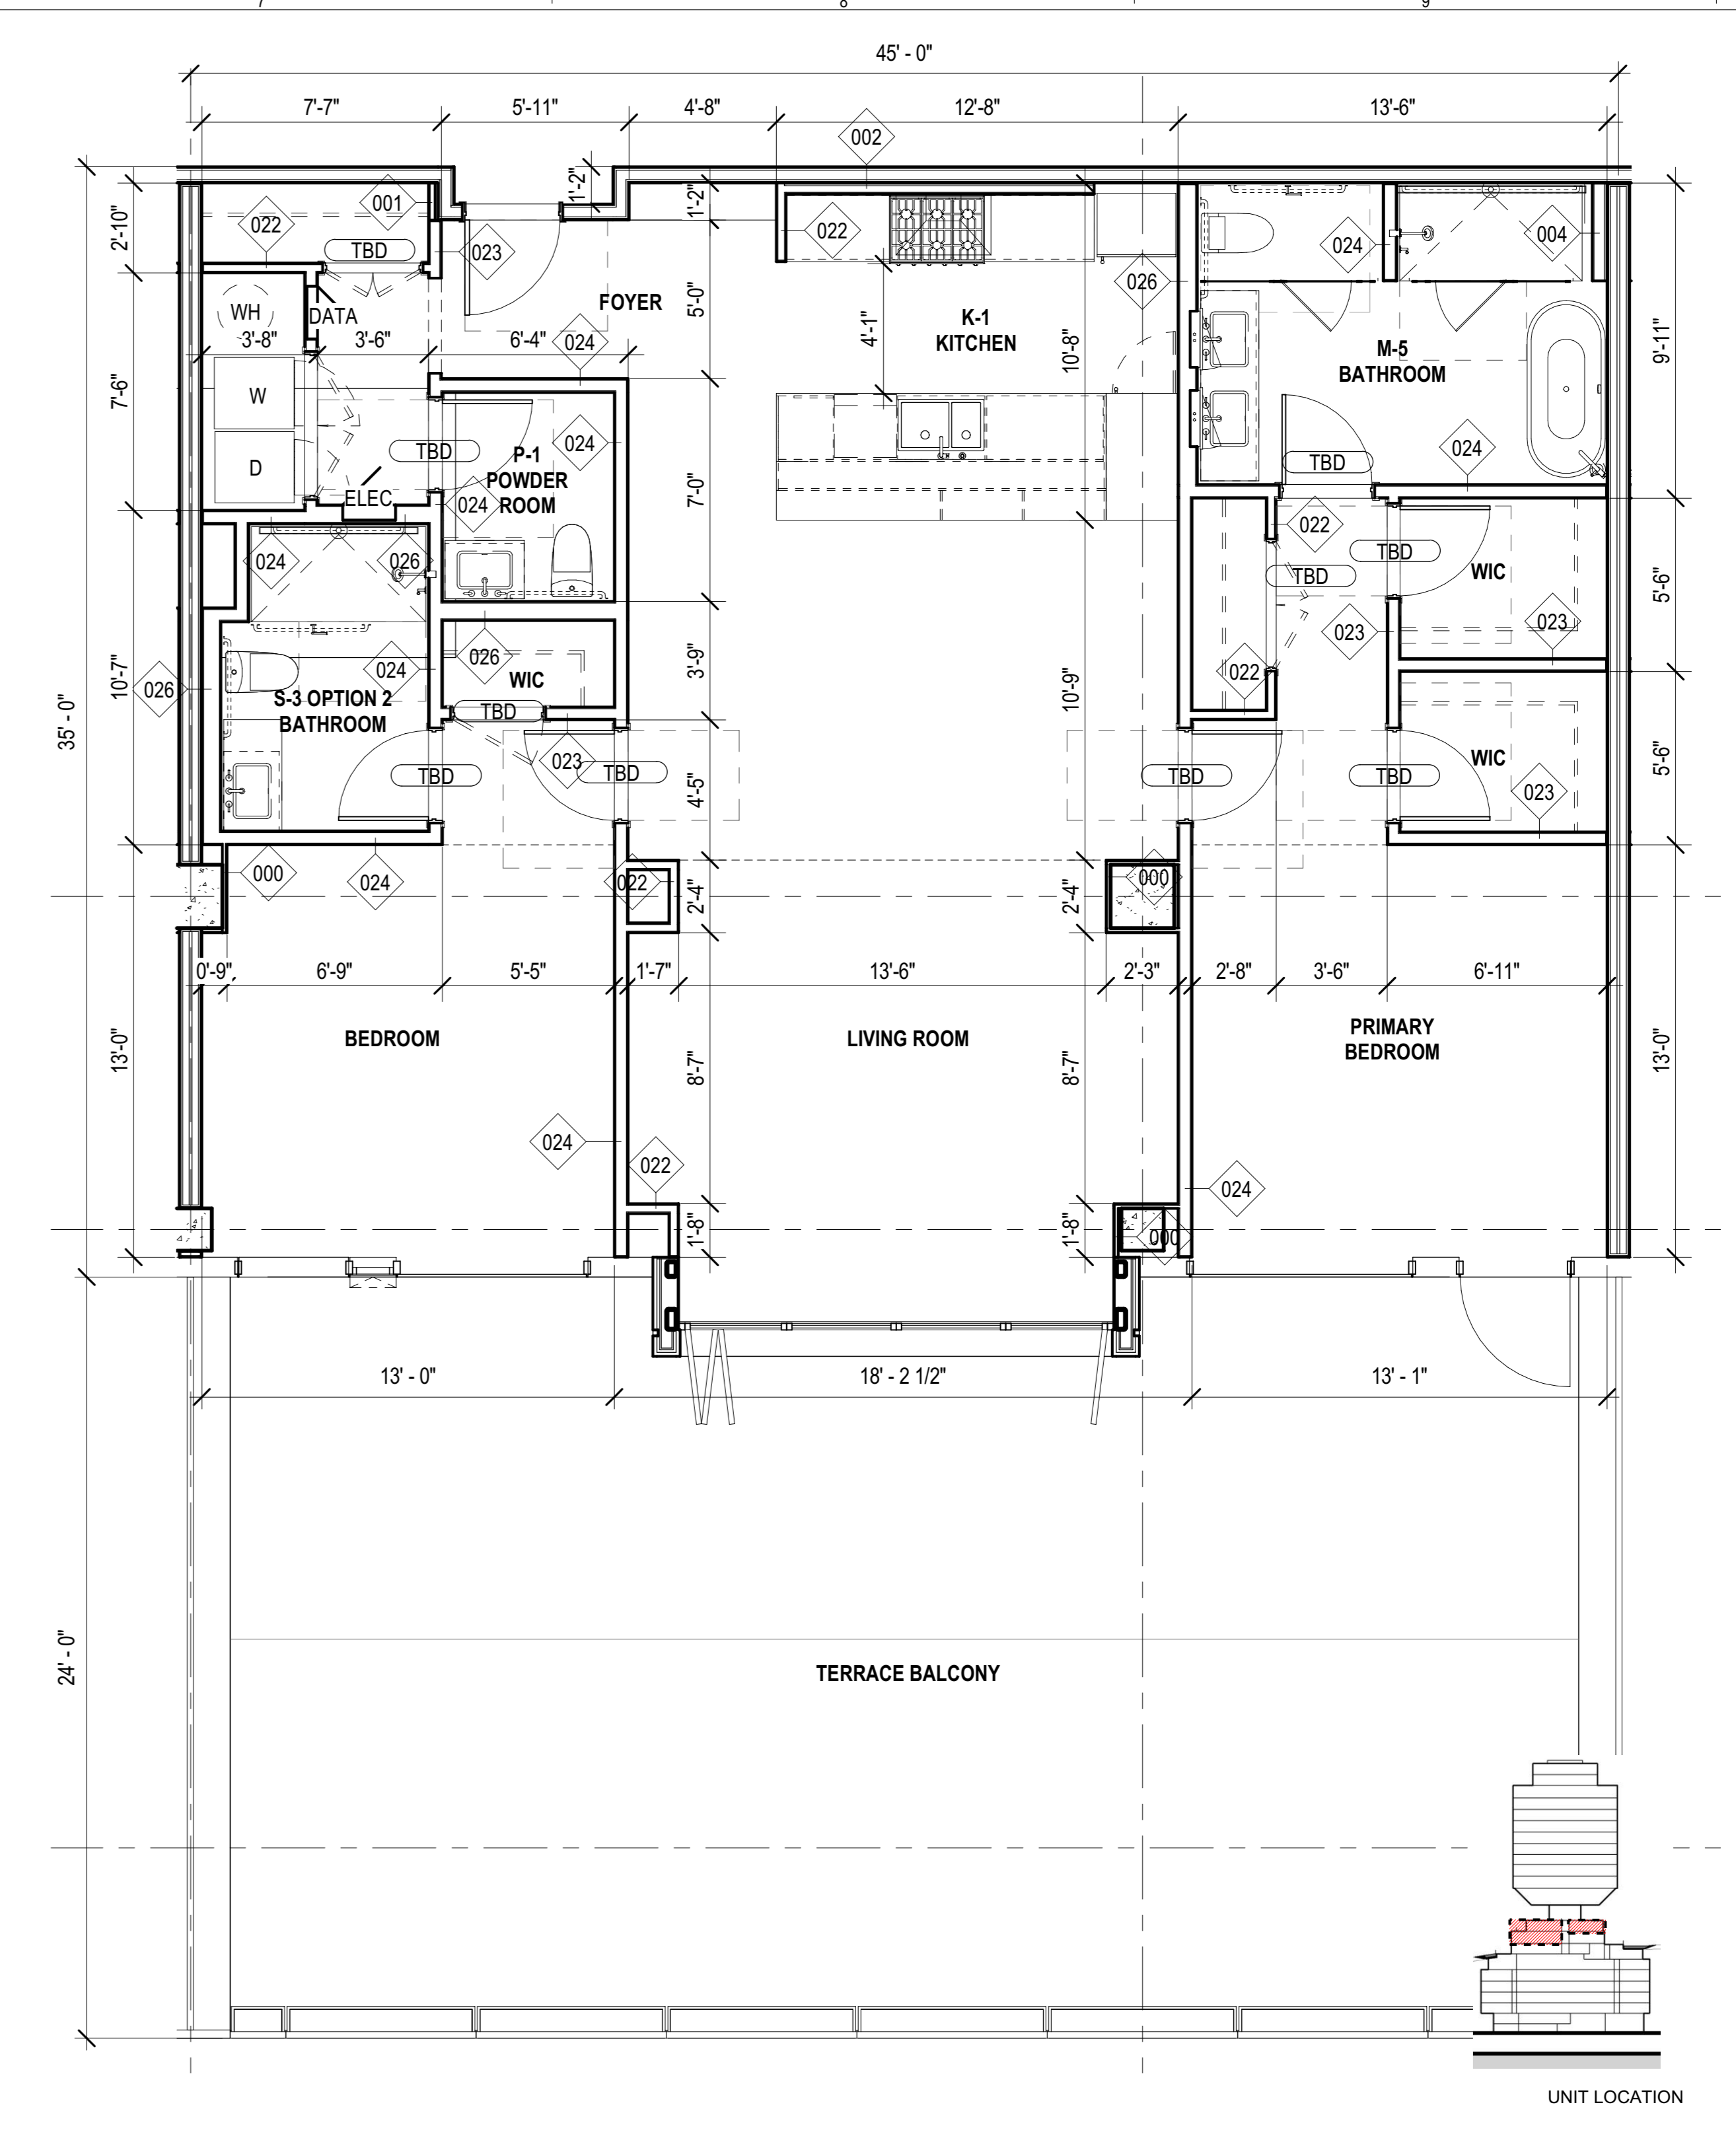 7 8 9
45' - 0"
7'-7" 5'-11" 4'-8" 12'-8" 13'-6"
002
1'-2" 1'-2"
001
2'-10" 022 022 024 004
TBD 023
026
WH DATA FOYER 5'-0" K-1
KITCHEN
4'-1" 10'-8"
M-5
BATHROOM
9'-11"
3'-8" 3'-6" 6'-4" 024
7'-6"
W
024 024
TBD P-1
POWDER
ROOM
TBD
D
ELEC 024 7'-0"
022
024 026 TBD
TBD WIC
5'-6"
023 023
10'-7" 026 024 026 3'-9" 10'-9" 022
WIC
S-3 OPTION 2
BATHROOM
TBD
35' - 0"
023
TBD TBD 4'-5" TBD TBD WIC
5'-6"
023
000 024 022 2'-4" 2'-4" 000
0'-9" 6'-9" 5'-5" 1'-7" 13'-6" 2'-3" 2'-8" 3'-6" 6'-11"
BEDROOM LIVING ROOM PRIMARY
BEDROOM
13'-0" 8'-7" 8'-7" 13'-0"
024 022
024
1'-8" 1'-8" 000
13' - 0" 18' - 2 1/2" 13' - 1"
24' - 0"
TERRACE BALCONY
UNIT LOCATION